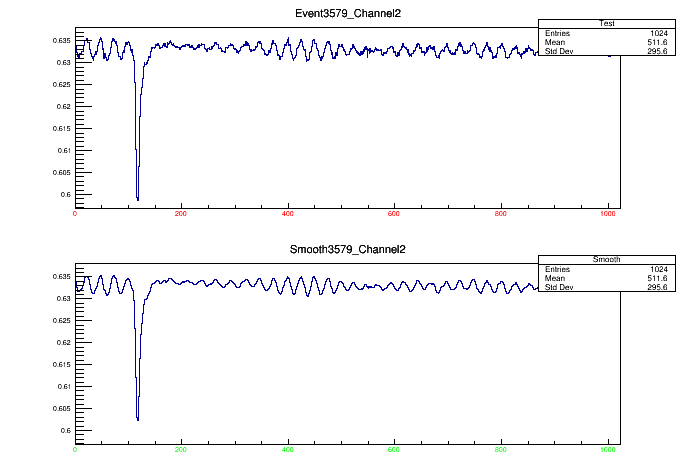 Event3579_Channel2
Test
Entries 1024
Mean 511.6
Std Dev 295.6
0.635
0.63
0.625
0.62
0.615
0.61
0.605
0.6
0 200 400 600 800 1000
Smooth3579_Channel2
Smooth
Entries 1024
Mean 511.6
Std Dev 295.6
0.635
0.63
0.625
0.62
0.615
0.61
0.605
0.6
0 200 400 600 800 1000